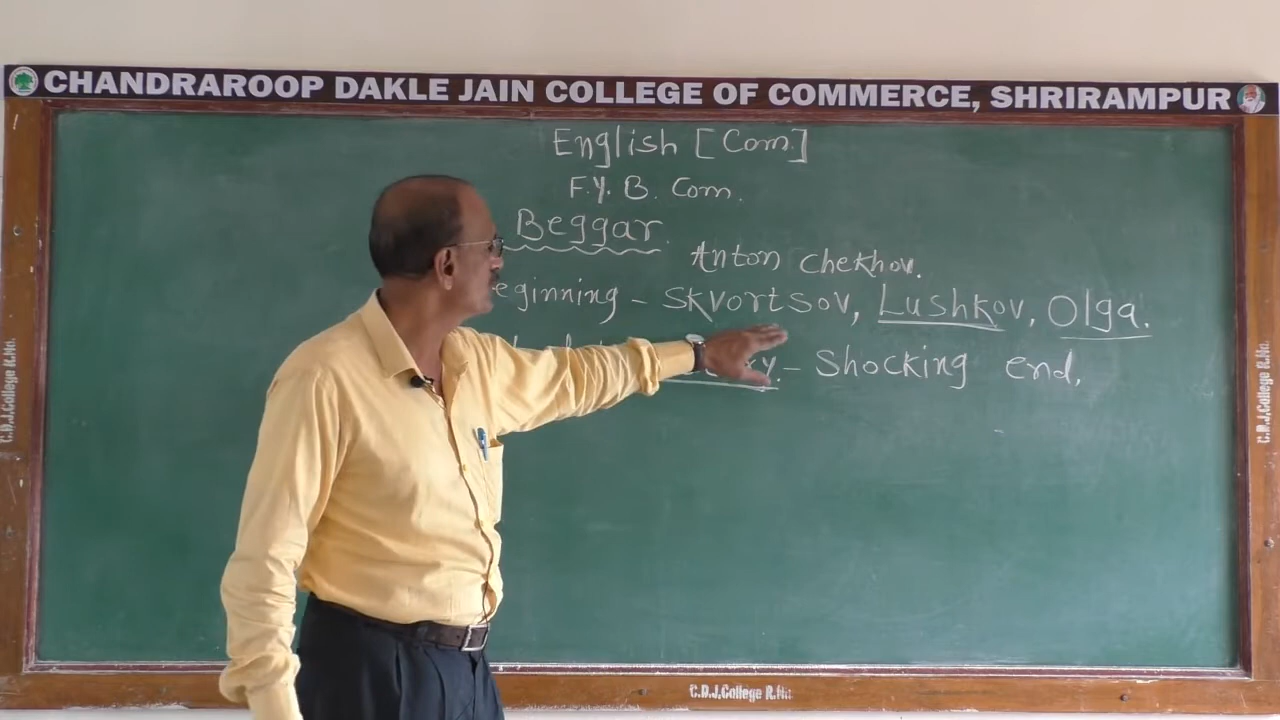 CHANDRAROOP DAKLE JAIN COLLEGE OF COMMERCE, SHRIRAMPUR
English [Com.]
F.Y. B. Com.
Beggar.
Anton Chekhov.
eginning - Skvortsov, Lushkov, Olga.
- Shocking end.
C.D.J.College R.No.
C.D.J.College R.No.
C.D.J.College R.No.